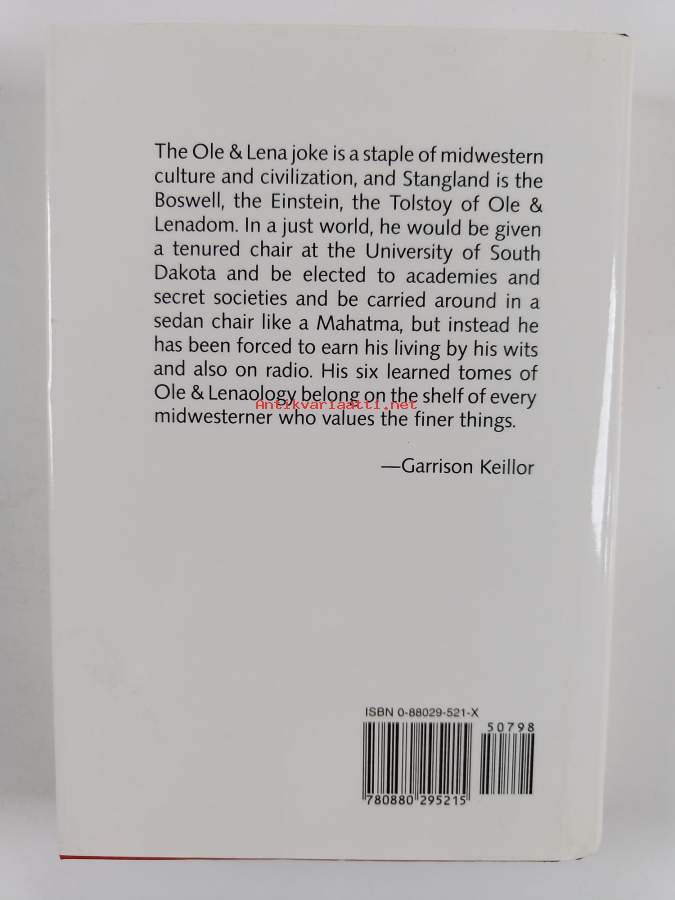 The Ole & Lena joke is a staple of midwestern
culture and civilization, and Stangland is the
Boswell, the Einstein, the Tolstoy of Ole &
Lenadom. In a just world, he would be given
a tenured chair at the University of South
Dakota and be elected to academies and
secret societies and be carried around in a
sedan chair like a Mahatma, but instead he
has been forced to earn his living by his wits
and also on radio. His six learned tomes of
Ole & Lenaology belong on the shelf of every
Antikvariaatti.net
midwesterner who values the finer things.
—Garrison Keillor
ISBN 0-88029-521-X
50798
780880 295215